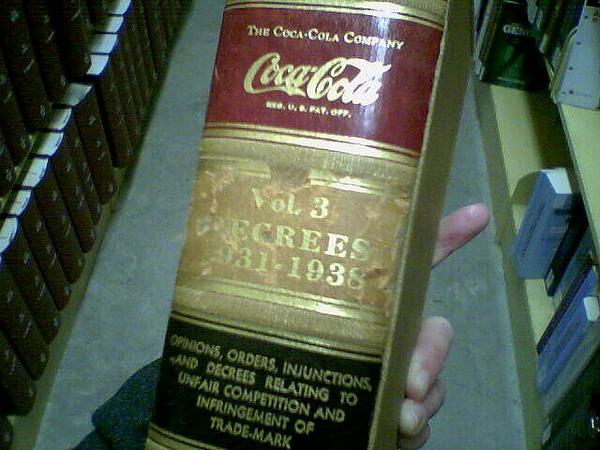 THE COCA-COLA COMPANY
Coca-Cola
REG. U. S. PAT. OFF.
Vol. 3
DECREES
1931-1938
OPINIONS, ORDERS, INJUNCTIONS,
AND DECREES RELATING TO
UNFAIR COMPETITION AND
INFRINGEMENT OF
TRADE-MARK